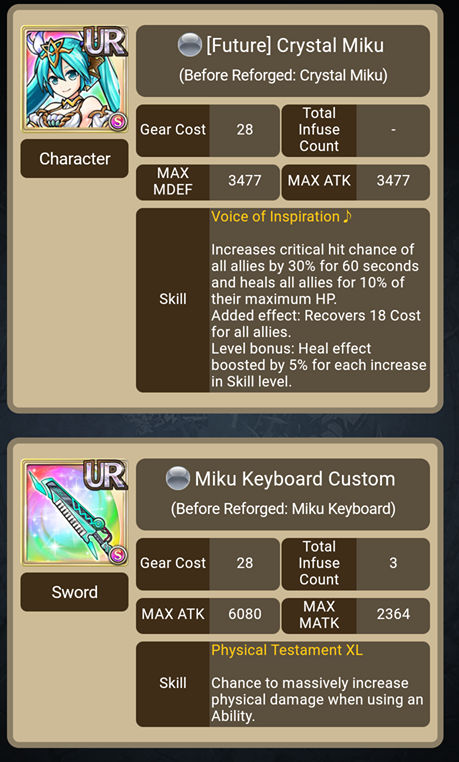 UR
S
Character
[Future] Crystal Miku
(Before Reforged: Crystal Miku)
Gear Cost
28
Total
Infuse
Count
-
MAX
MDEF
3477
MAX ATK
3477
Skill
Voice of Inspiration♪
Increases critical hit chance of
all allies by 30% for 60 seconds
and heals all allies for 10% of
their maximum HP.
Added effect: Recovers 18 Cost
for all allies.
Level bonus: Heal effect
boosted by 5% for each increase
in Skill level.
UR
S
Sword
Miku Keyboard Custom
(Before Reforged: Miku Keyboard)
Gear Cost
28
Total
Infuse
Count
3
MAX ATK
6080
MAX
MATK
2364
Skill
Physical Testament XL
Chance to massively increase
physical damage when using an
Ability.